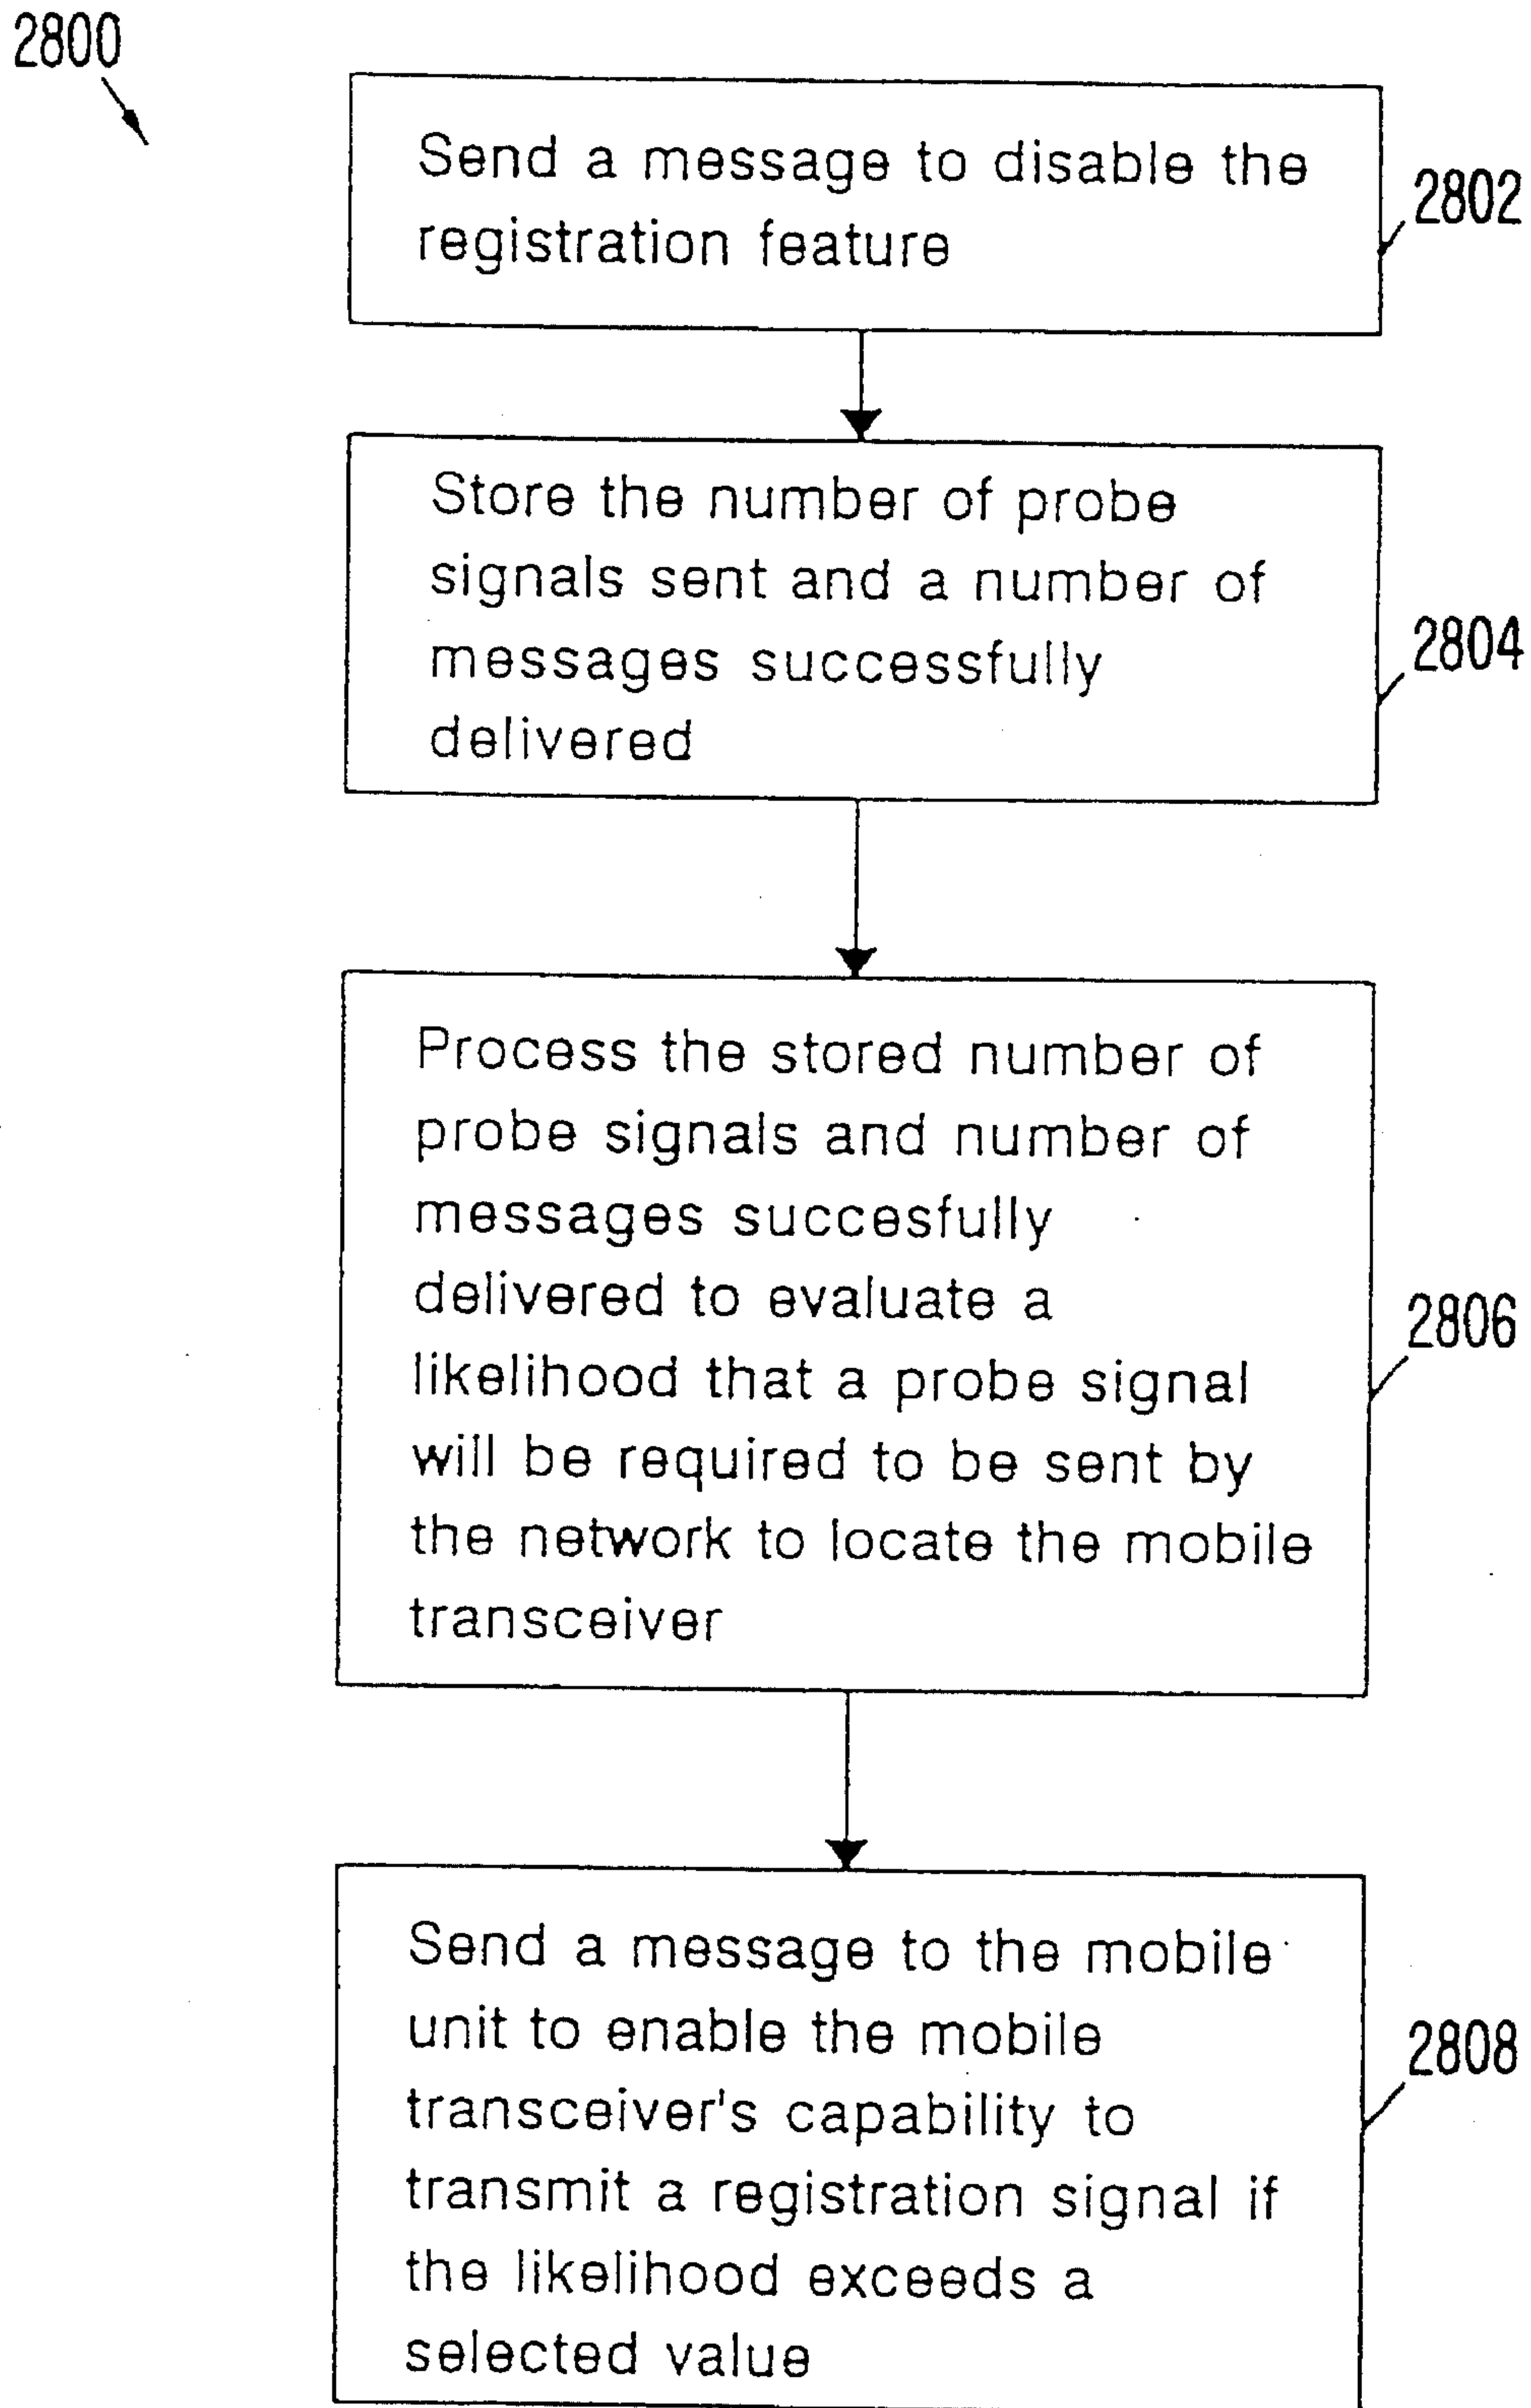 2800
Send a message to disable the
registration feature
2802
Store the number of probe
signals sent and a number of
messages successfully
delivered
2804
Process the stored number of
probe signals and number of
messages succesfully
delivered to evaluate a
likelihood that a probe signal
will be required to be sent by
the network to locate the mobile
transceiver
2806
Send a message to the mobile
unit to enable the mobile
transceiver's capability to
transmit a registration signal if
the likelihood exceeds a
selected value
2808